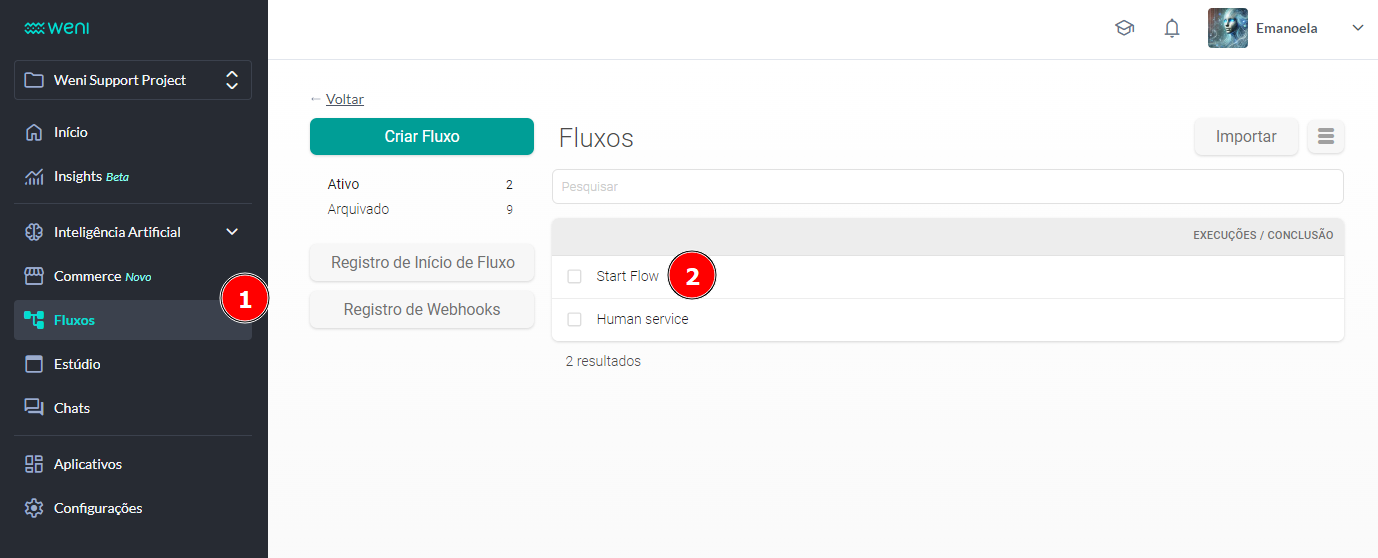 weni
Emanoela
Weni Support Project
Início
Insights Beta
Inteligência Artificial
Commerce Novo
1
Fluxos
Estúdio
Chats
Aplicativos
Configurações
← Voltar
Criar Fluxo
Ativo 2
Arquivado 9
Registro de Início de Fluxo
Registro de Webhooks
Fluxos
Importar
Pesquisar
EXECUÇÕES / CONCLUSÃO
Start Flow
2
Human service
2 resultados